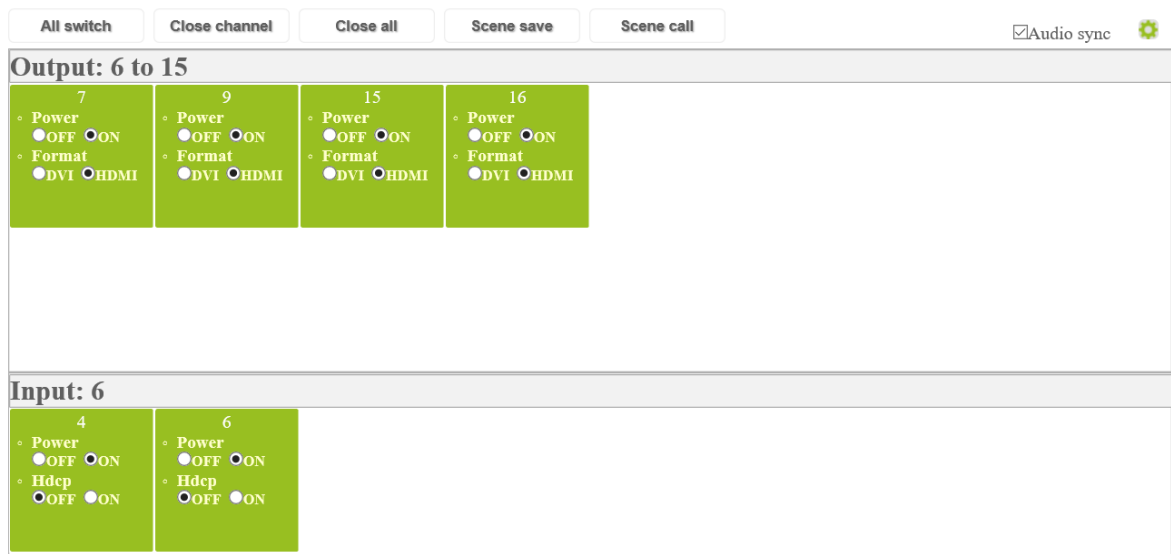 All switch Close channel Close all Scene save Scene call Audio sync
Output: 6 to 15
7 9 15 16
Power Power Power Power
OFF ON OFF ON OFF ON OFF ON
Format Format Format Format
DVI HDMI DVI HDMI DVI HDMI DVI HDMI
Input: 6
4 6
Power Power
OFF ON OFF ON
Hdcp Hdcp
OFF ON OFF ON